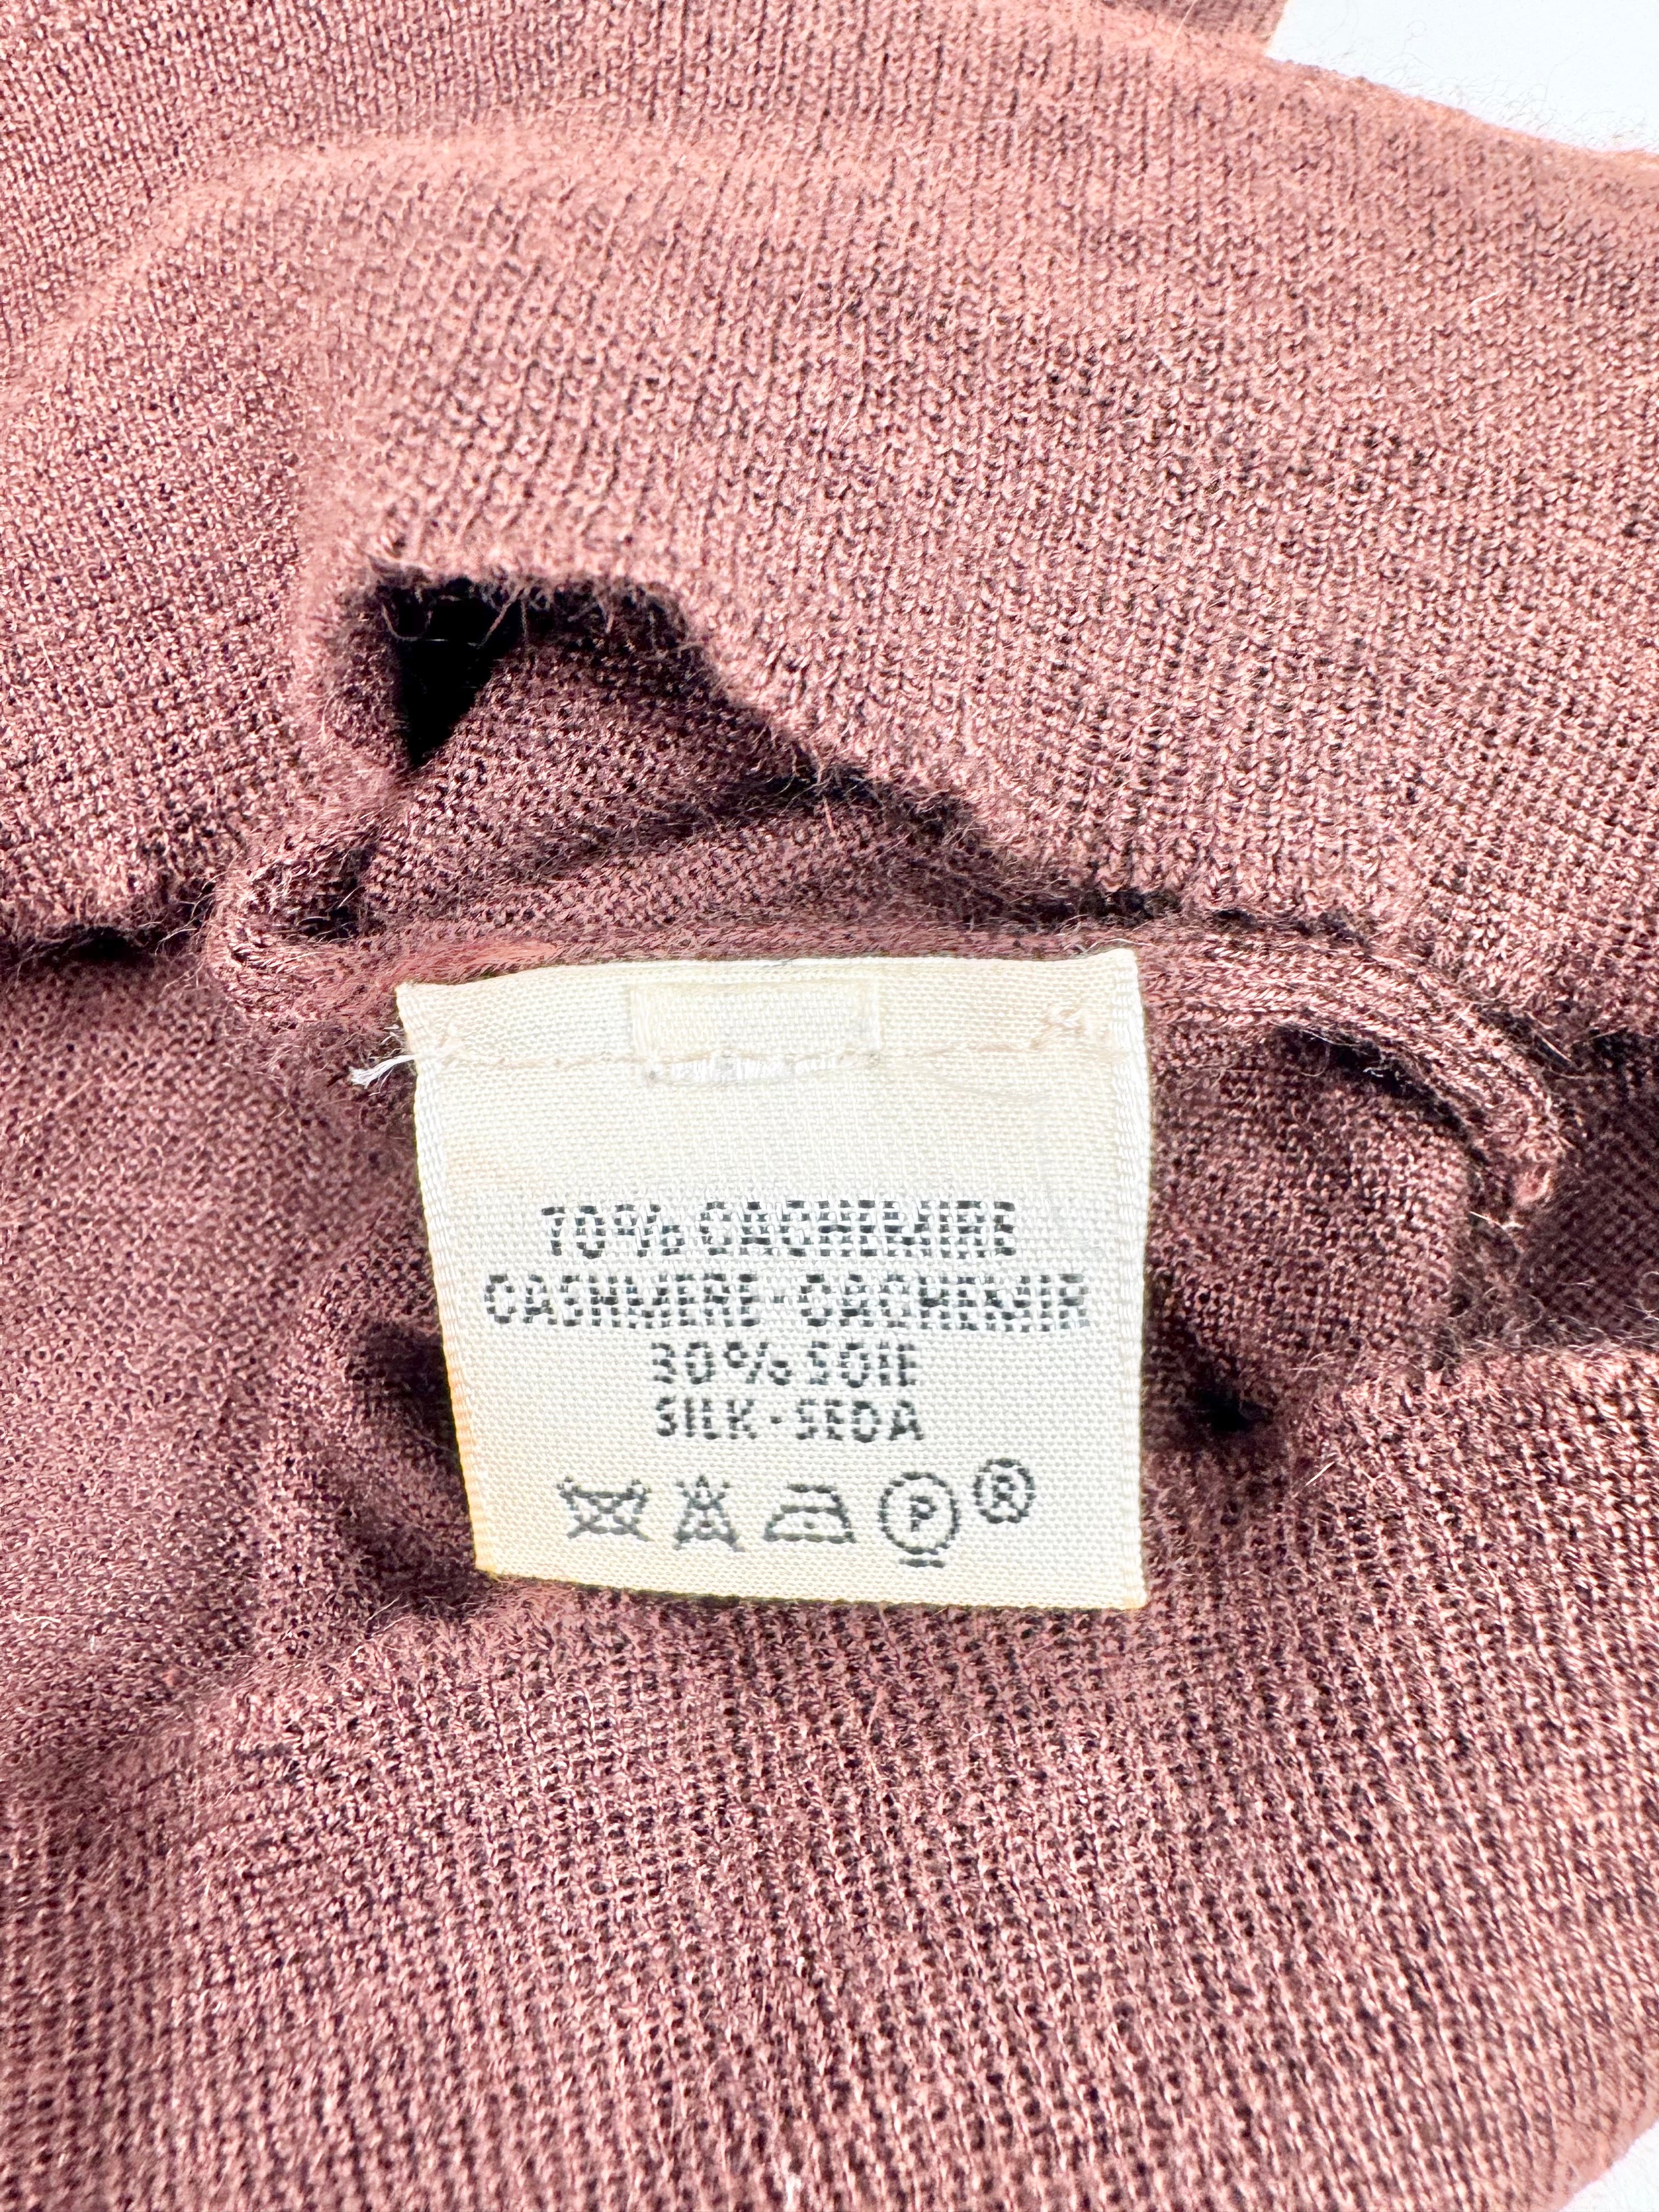 70% CACHEMIRE
CASHMERE-CACHEMIR
30% SOIE
SILK-SEDA
P ®